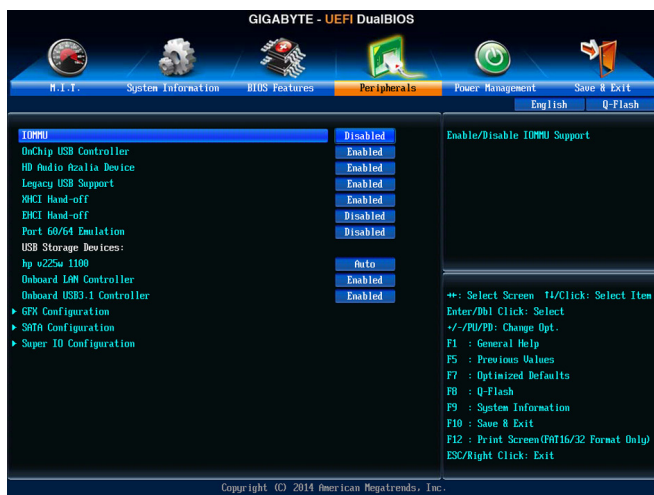 GIGABYTE - UEFI DualBIOS
M.I.T. System Information BIOS Features Peripherals Power Management Save & Exit
English Q-Flash
IOMMU Disabled
OnChip USB Controller Enabled
HD Audio Azalia Device Enabled
Legacy USB Support Enabled
XHCI Hand-off Enabled
EHCI Hand-off Disabled
Port 60/64 Emulation Disabled
USB Storage Devices:
hp v225w 1100 Auto
Onboard LAN Controller Enabled
Onboard USB3.1 Controller Enabled
GFX Configuration
SATA Configuration
Super IO Configuration
Enable/Disable IOMMU Support
→←: Select Screen ↑↓/Click: Select Item
Enter/Dbl Click: Select
+/-/PU/PD: Change Opt.
F1 : General Help
F5 : Previous Values
F7 : Optimized Defaults
F8 : Q-Flash
F9 : System Information
F10 : Save & Exit
F12 : Print Screen(FAT16/32 Format Only)
ESC/Right Click: Exit
Copyright (C) 2014 American Megatrends, Inc.